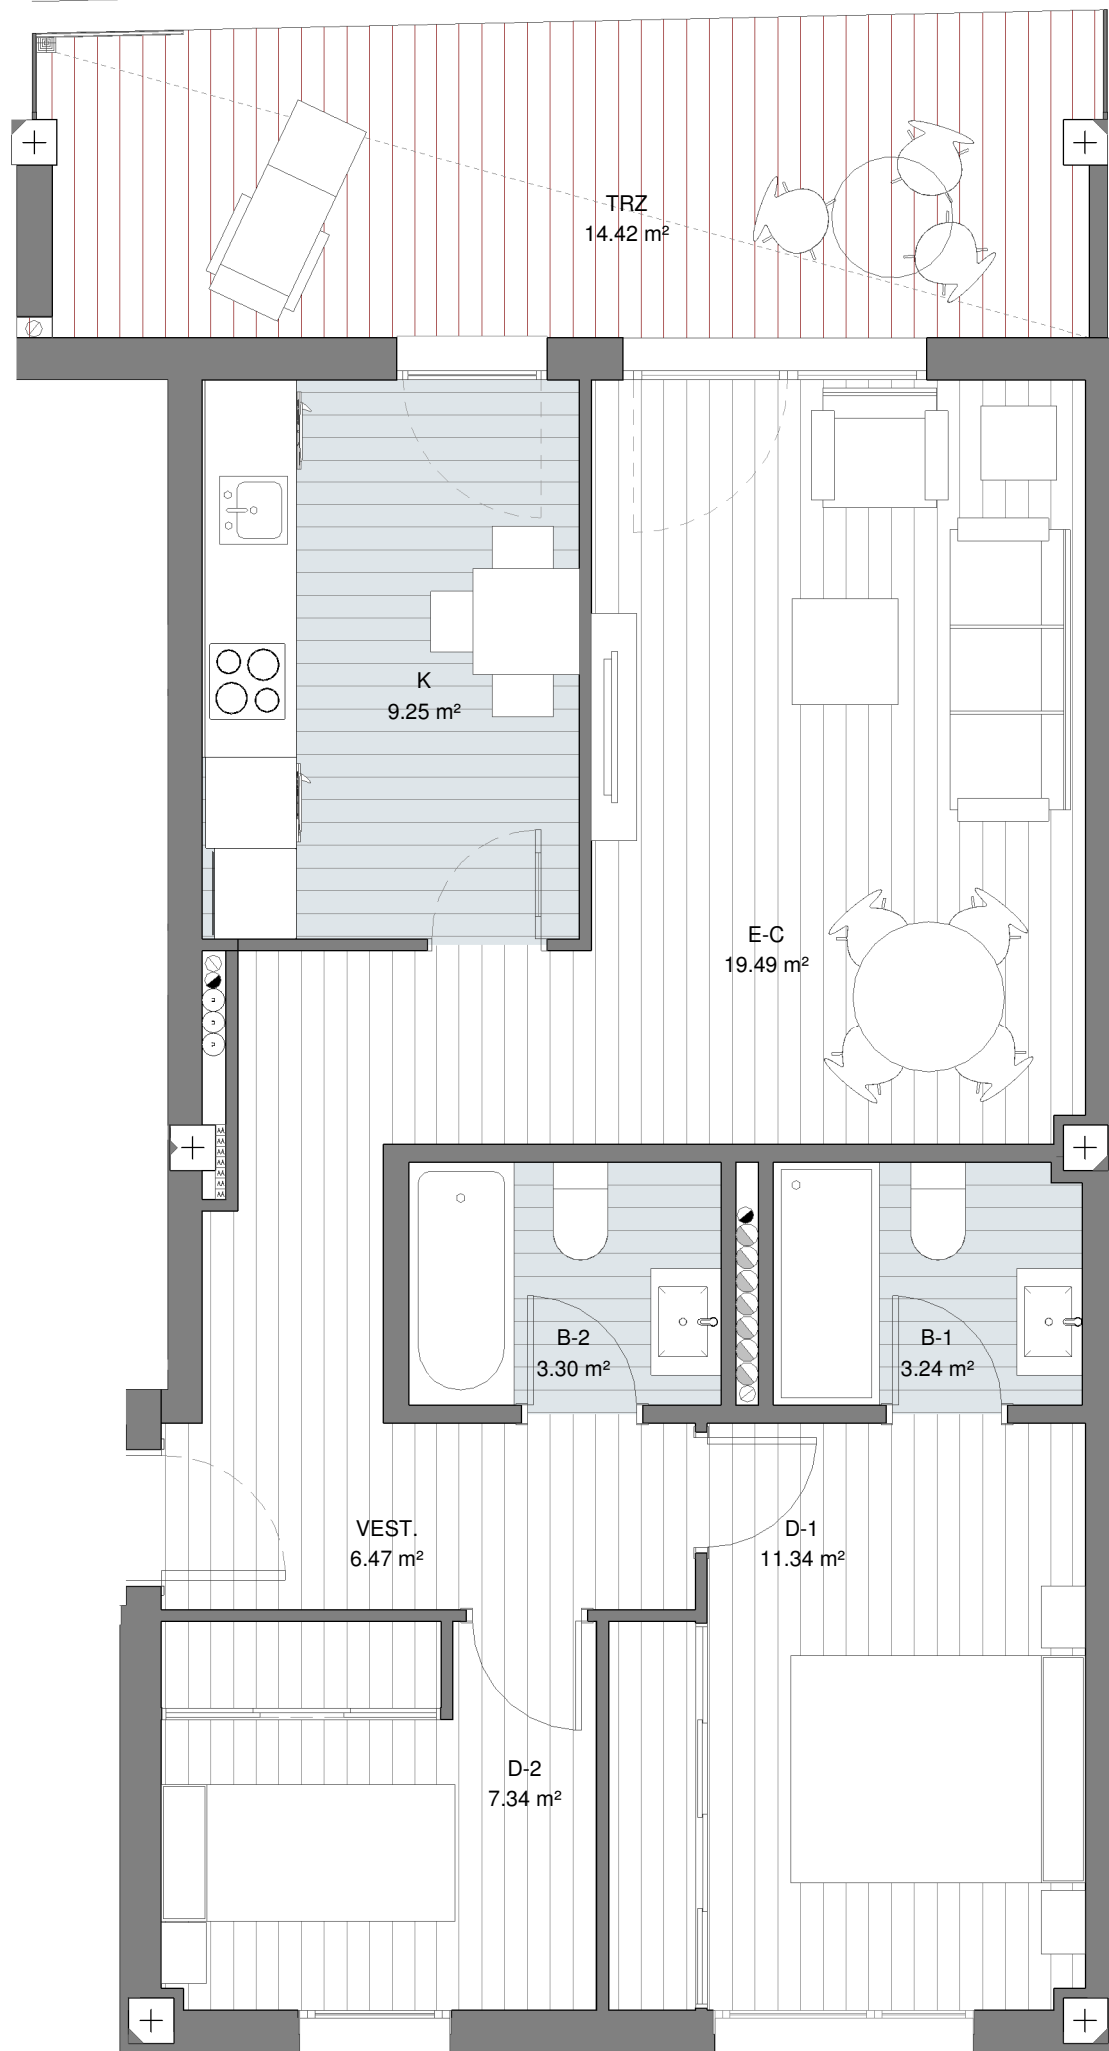 TRZ
14.42 m²
K
9.25 m²
E-C
19.49 m²
B-2
3.30 m²
B-1
3.24 m²
VEST.
6.47 m²
D-1
11.34 m²
D-2
7.34 m²